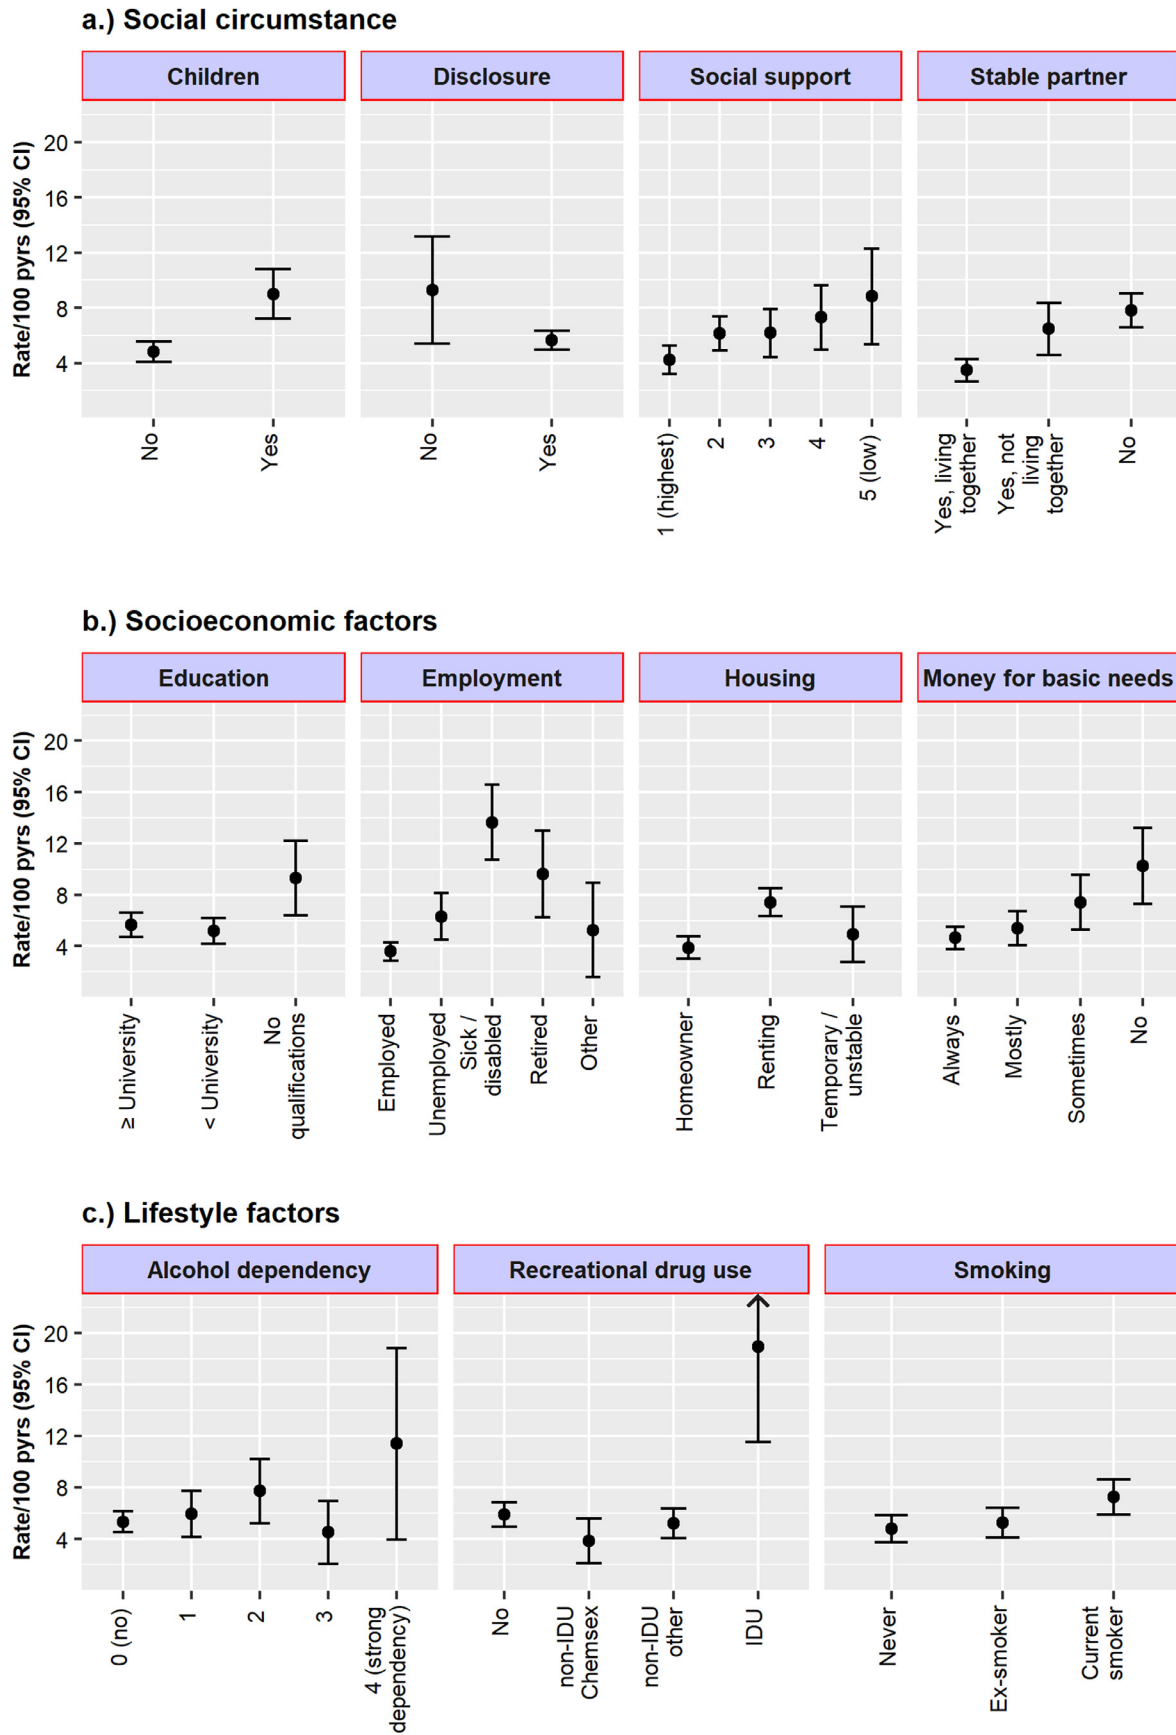 a.) Social circumstance
Children
Disclosure
Social support
Stable partner
Rate/100 pyrs (95% CI)
20
16
12
8
4
No
Yes
No
Yes
1 (highest)
2
3
4
5 (low)
Yes, living
together
Yes, not
living
together
No
b.) Socioeconomic factors
Education
Employment
Housing
Money for basic needs
Rate/100 pyrs (95% CI)
20
16
12
8
4
≥ University
< University
No
qualifications
Employed
Unemployed
Sick /
disabled
Retired
Other
Homeowner
Renting
Temporary /
unstable
Always
Mostly
Sometimes
No
c.) Lifestyle factors
Alcohol dependency
Recreational drug use
Smoking
Rate/100 pyrs (95% CI)
20
16
12
8
4
0 (no)
1
2
3
4 (strong
dependency)
No
non-IDU
Chemsex
non-IDU
other
IDU
Never
Ex-smoker
Current
smoker